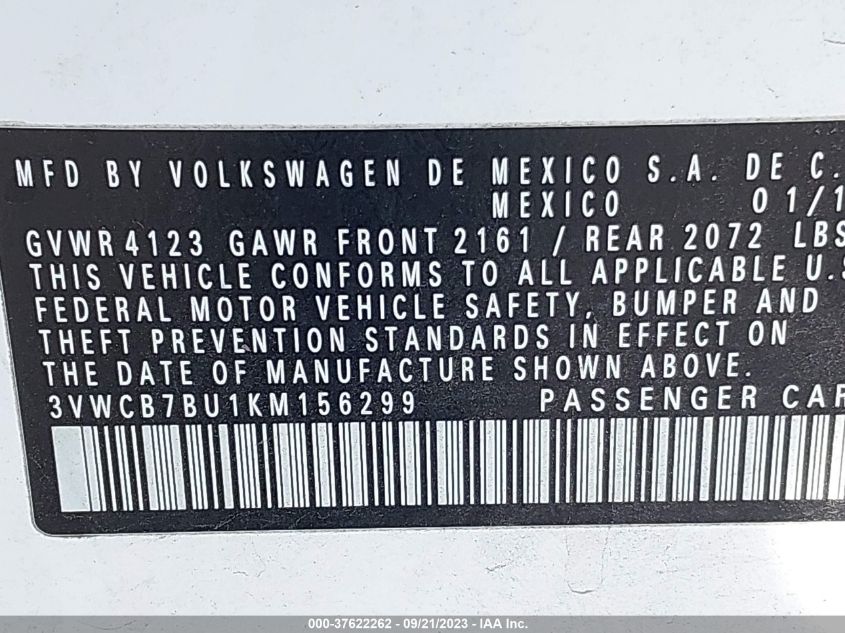 MFD BY VOLKSWAGEN DE MEXICO S.A. DE C.
MEXICO 01/1
GVWR 4123 GAWR FRONT 2161 / REAR 2072 LBS
THIS VEHICLE CONFORMS TO ALL APPLICABLE U.S
FEDERAL MOTOR VEHICLE SAFETY, BUMPER AND
THEFT PREVENTION STANDARDS IN EFFECT ON
THE DATE OF MANUFACTURE SHOWN ABOVE.
3VWCB7BU1KM156299 PASSENGER CAR
000-37622262 - 09/21/2023 - IAA Inc.